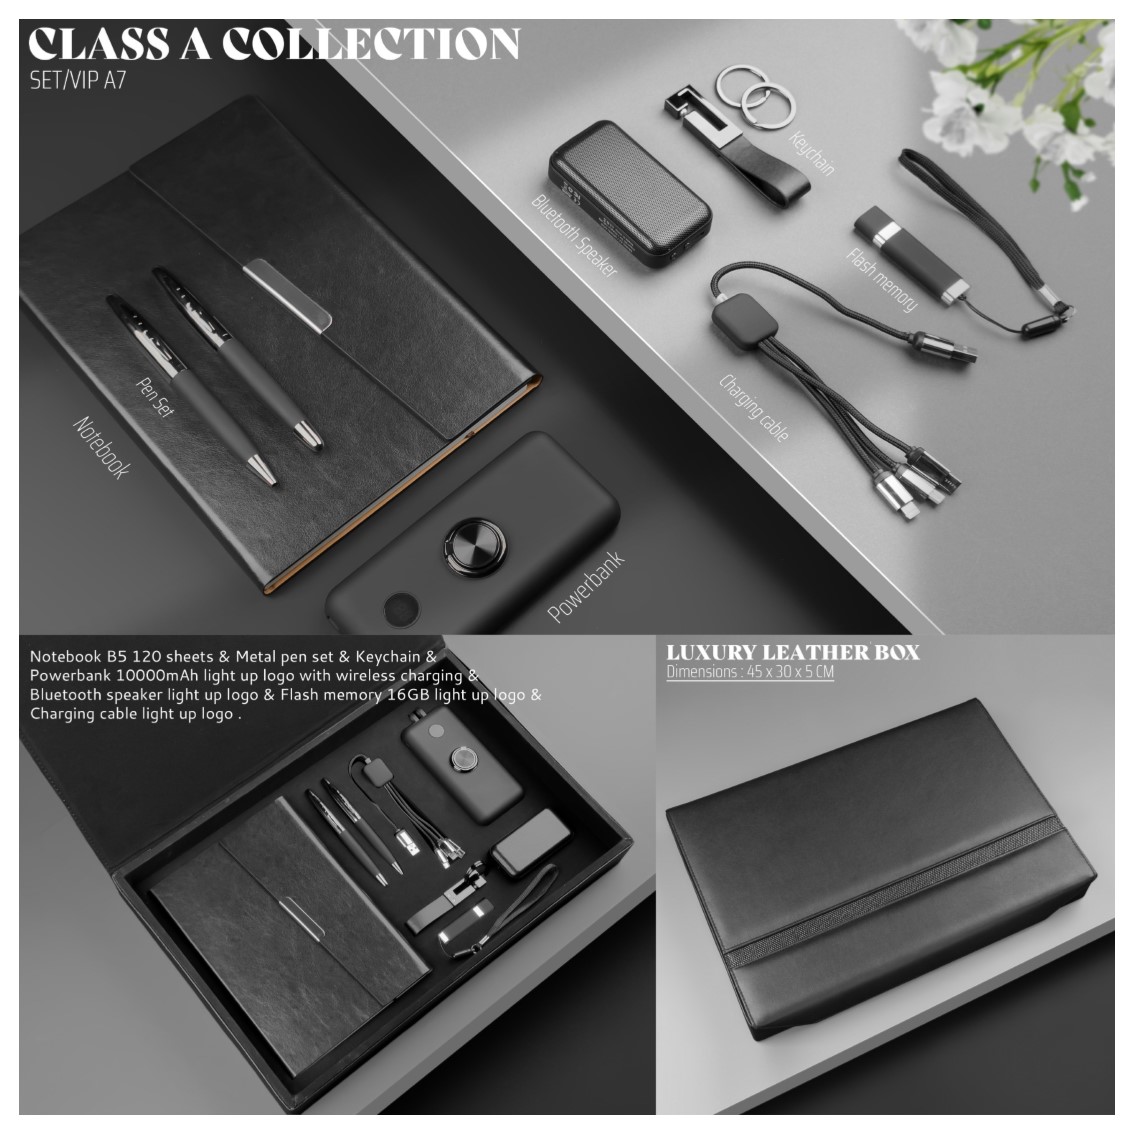 CLASS A COLLECTION
SET/VIP A7
Keychain
Bluetooth Speaker
Flash memory
Charging cable
Pen Set
Notebook
Powerbank
Notebook B5 120 sheets & Metal pen set & Keychain &
Powerbank 10000mAh light up logo with wireless charging &
Bluetooth speaker light up logo & Flash memory 16GB light up logo &
Charging cable light up logo .
LUXURY LEATHER BOX
Dimensions : 45 x 30 x 5 CM